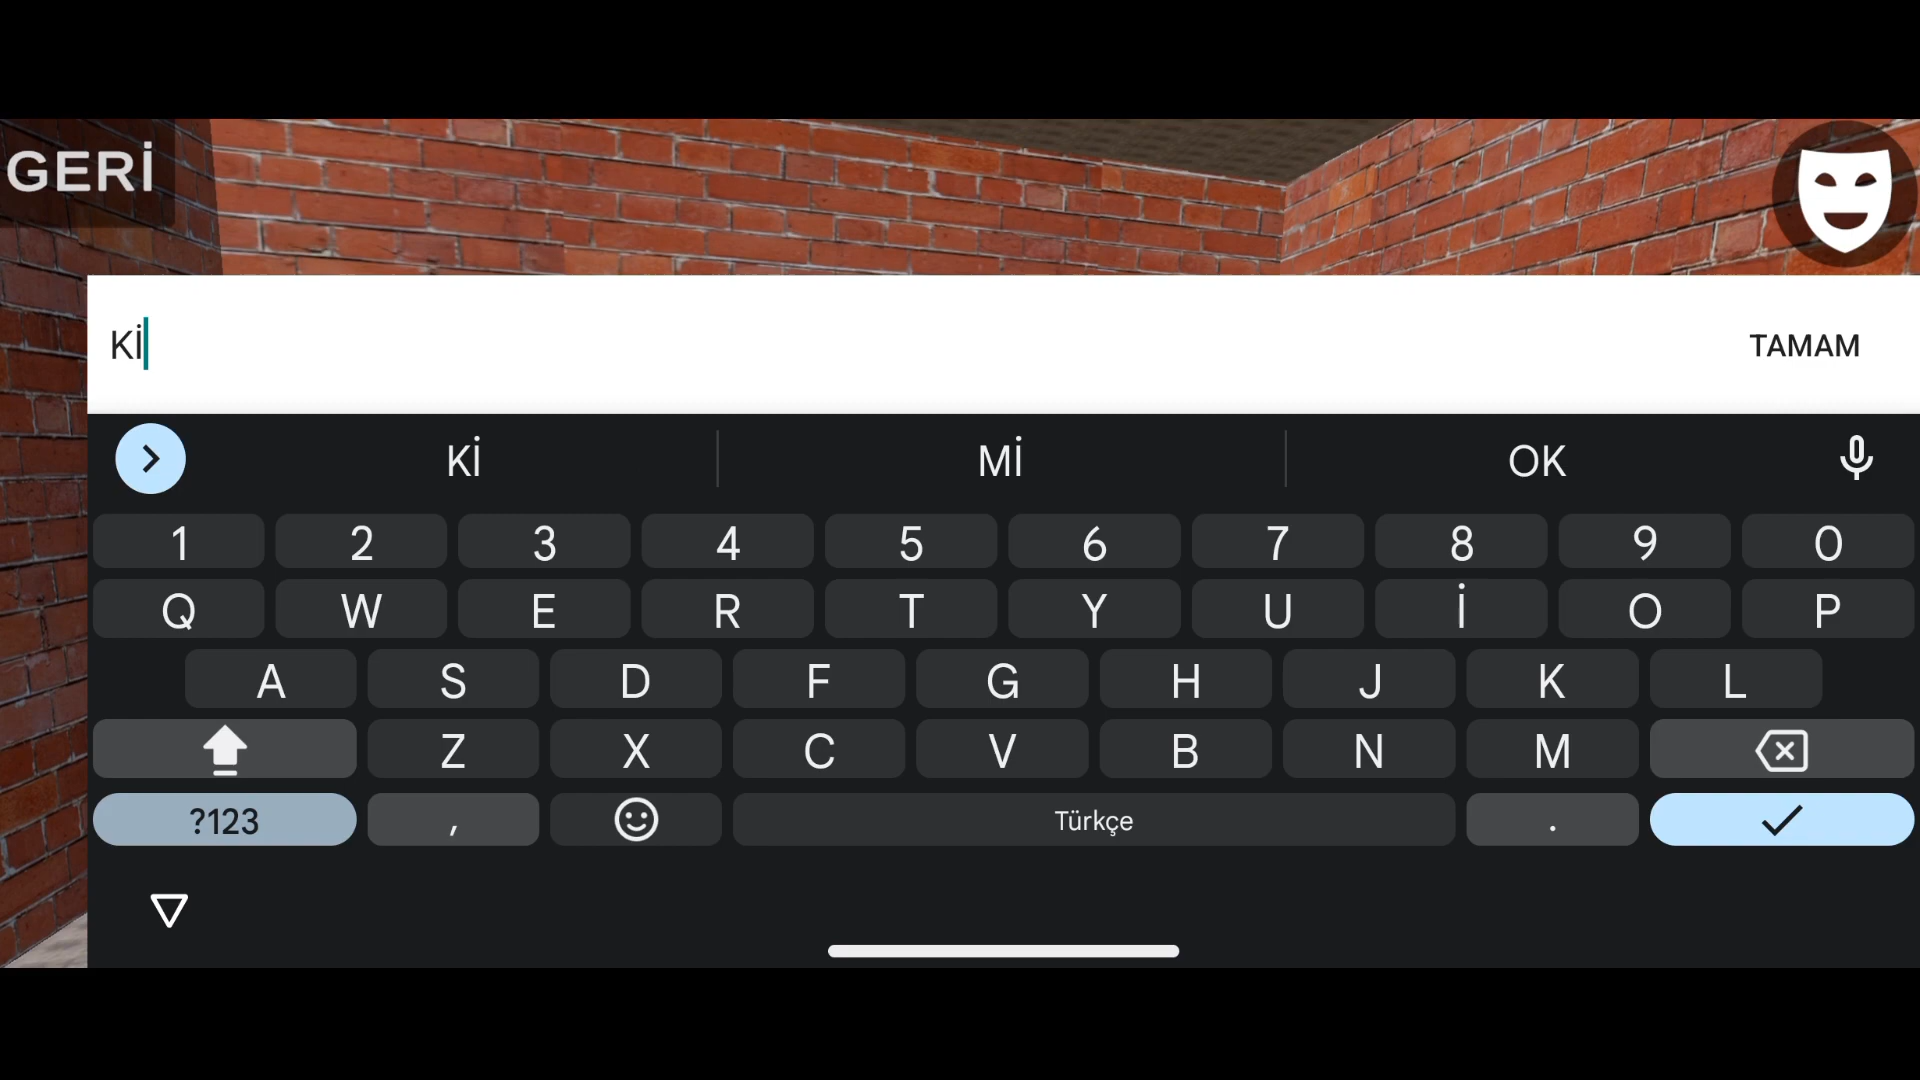 GERİ
Kİ
TAMAM
Kİ Mİ OK
1 2 3 4 5 6 7 8 9 0
Q W E R T Y U İ O P
A S D F G H J K L
Z X C V B N M
?123 , Türkçe .